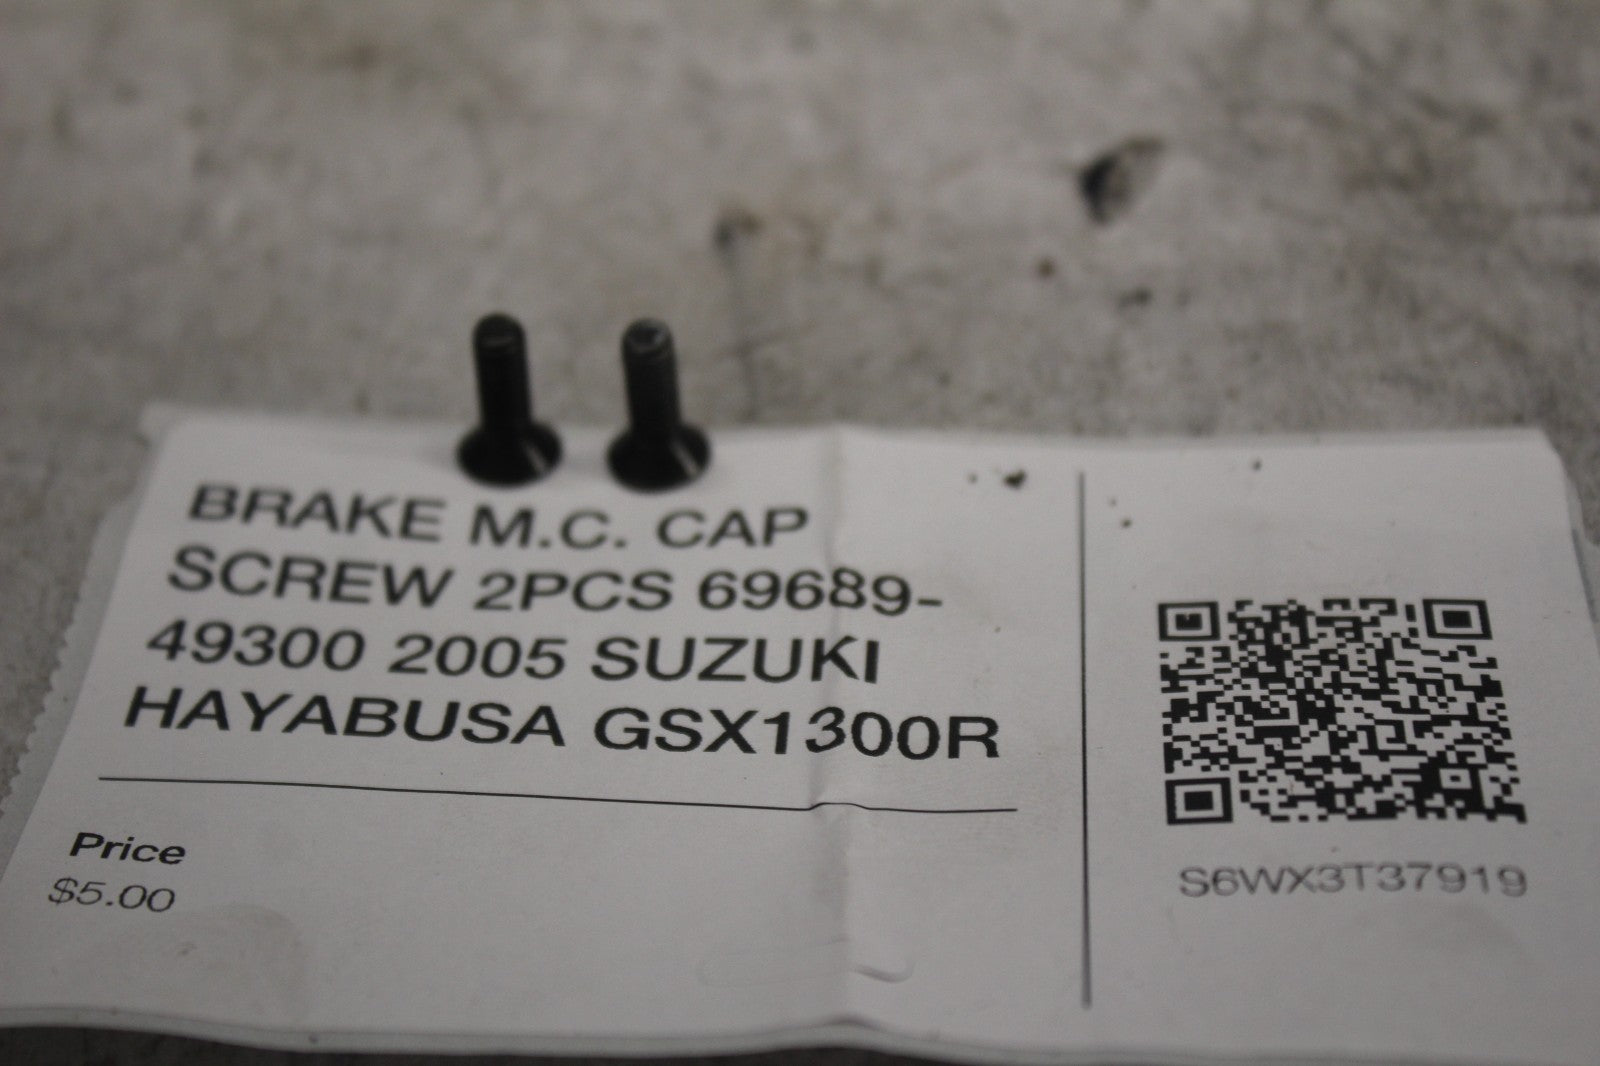 BRAKE M.C. CAP
SCREW 2PCS 69689-
49300 2005 SUZUKI
HAYABUSA GSX1300R
Price
$5.00
S6WX3T37919